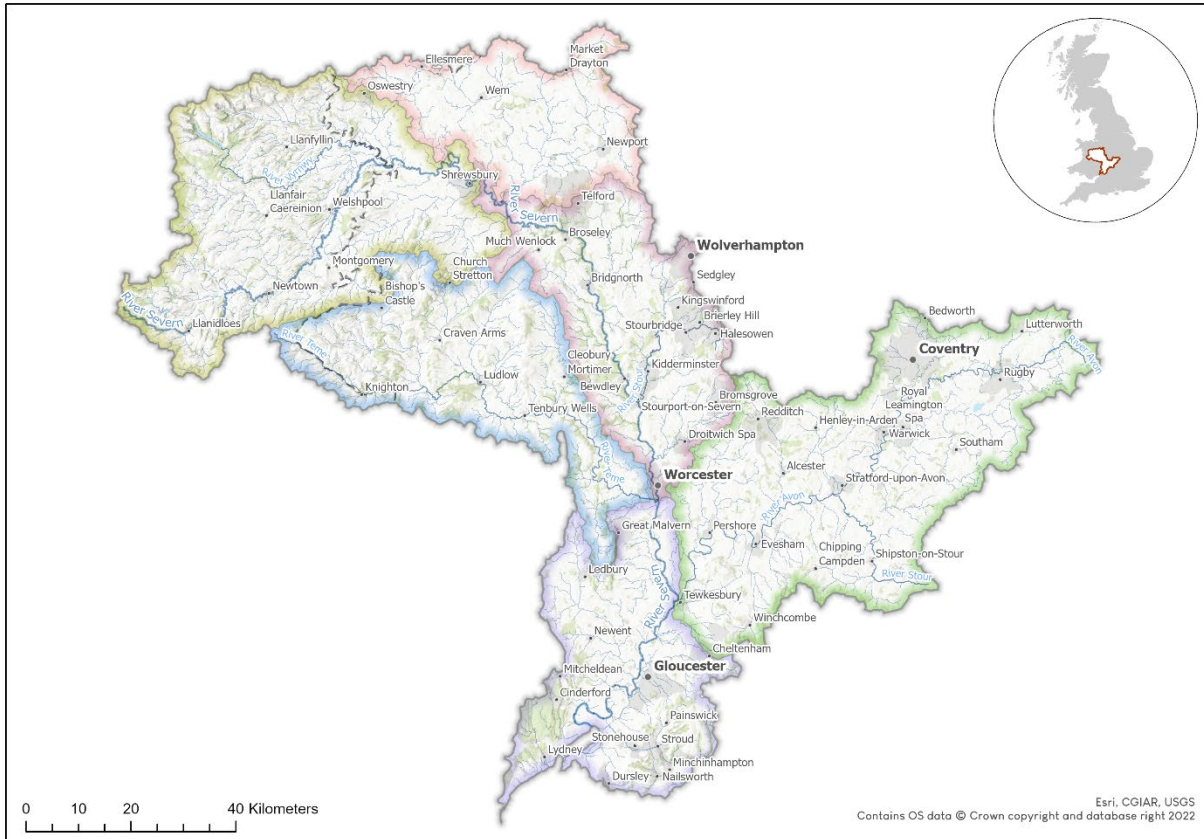 Market
Drayton
Ellesmere
Oswestry
Wem
Newport
Llanfyllin
River Vyrnwy
Shrewsbury
Telford
River Severn
Llanfair
Caereinion
Welshpool
Broseley
Much Wenlock
Wolverhampton
Montgomery
Church
Stretton
Bridgnorth
Sedgley
Newtown
Bishop's
Castle
Kingswinford
Brierley Hill
River Severn
Llanidloes
Stourbridge
Halesowen
Bedworth
Lutterworth
River Teme
Craven Arms
Coventry
River Avon
Cleobury
Mortimer
Kidderminster
Rugby
Knighton
Ludlow
Bewdley
River Stour
Royal
Leamington
Spa
Stourport-on-Severn
Bromsgrove
Tenbury Wells
Redditch
Henley-in-Arden
Warwick
Droitwich Spa
Southam
River Teme
Alcester
Worcester
Stratford-upon-Avon
River Avon
Great Malvern
Pershore
Evesham
Chipping
Campden
Shipston-on-Stour
Ledbury
River Stour
River Severn
Tewkesbury
Winchcombe
Newent
Cheltenham
Mitcheldean
Gloucester
Cinderford
Painswick
Stonehouse
Stroud
Lydney
Minchinhampton
Dursley
Nailsworth
0 10 20 40 Kilometers
Esri, CGIAR, USGS
Contains OS data © Crown copyright and database right 2022